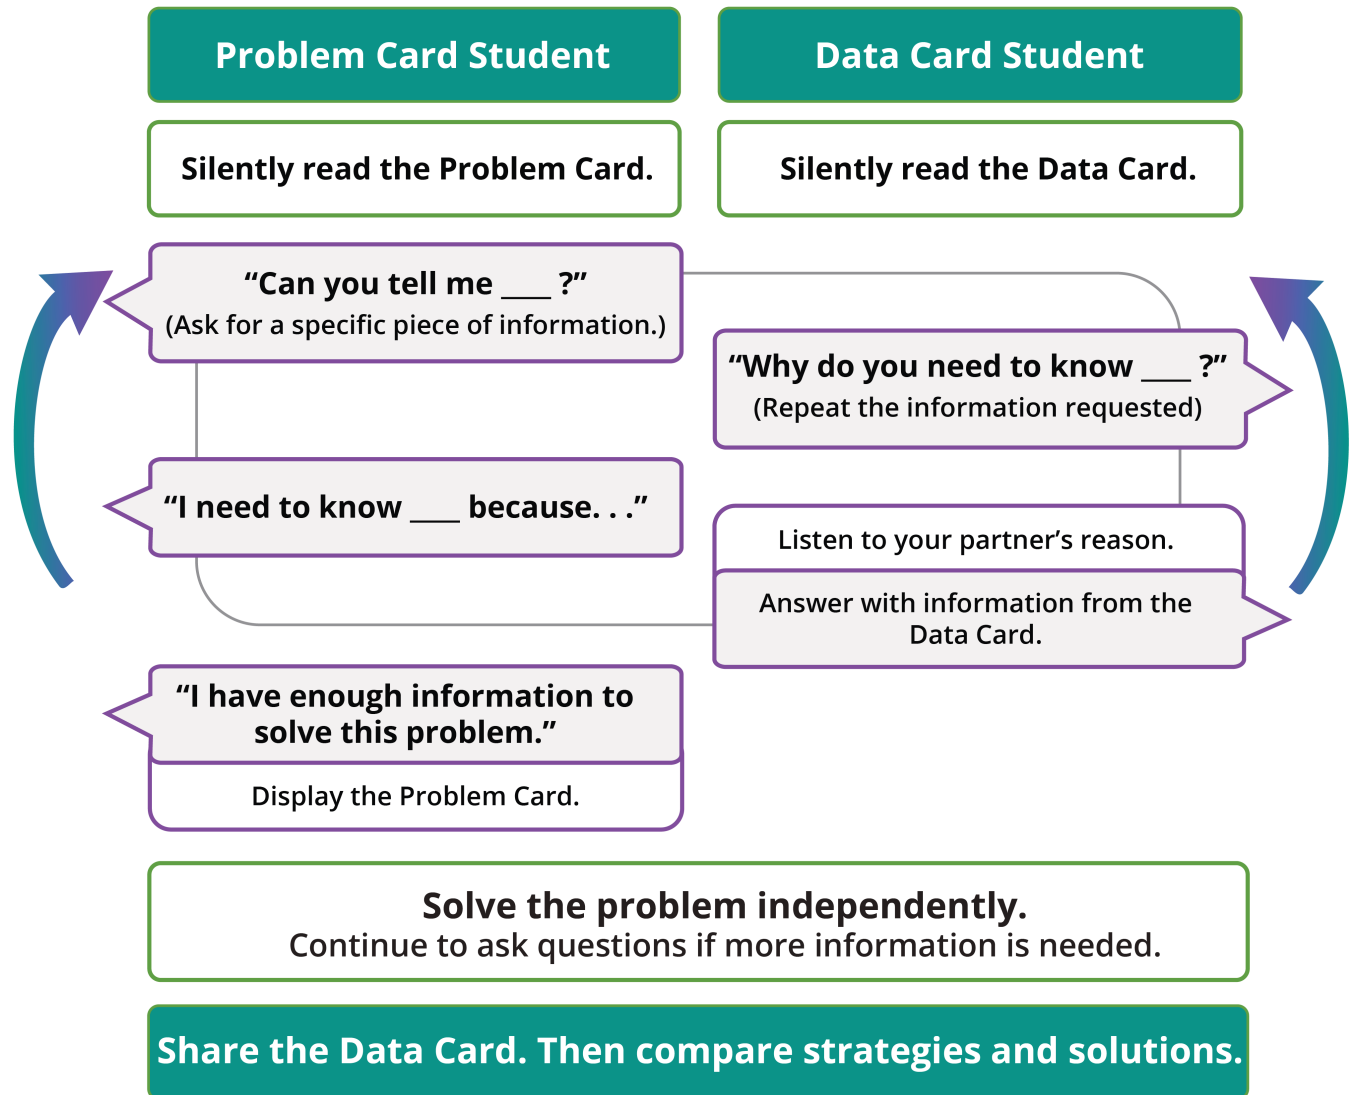 Problem Card Student
Data Card Student
Silently read the Problem Card.
Silently read the Data Card.
“Can you tell me ____ ?”
(Ask for a specific piece of information.)
“Why do you need to know ____ ?”
(Repeat the information requested)
“I need to know ____ because. . .”
Listen to your partner’s reason.
Answer with information from the
Data Card.
“I have enough information to
solve this problem.”
Display the Problem Card.
Solve the problem independently.
Continue to ask questions if more information is needed.
Share the Data Card. Then compare strategies and solutions.